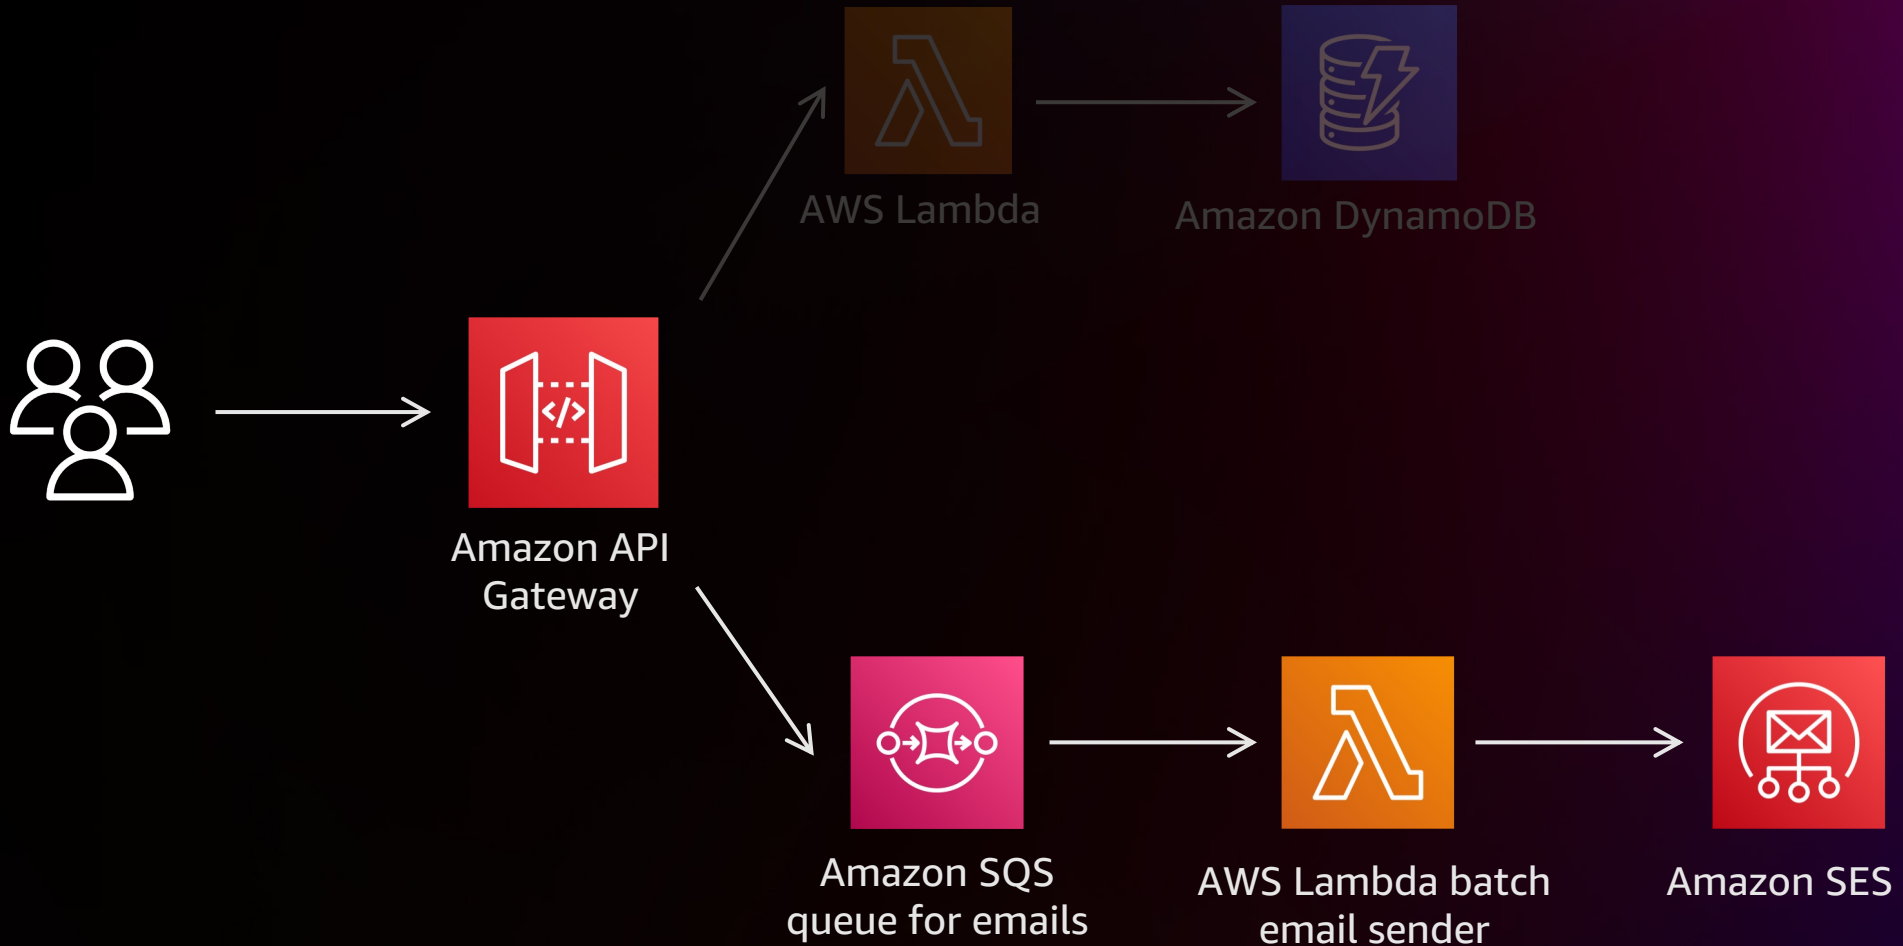 AWS Lambda
Amazon DynamoDB
</>
Amazon API
Gateway
Amazon SQS
queue for emails
AWS Lambda batch
email sender
Amazon SES